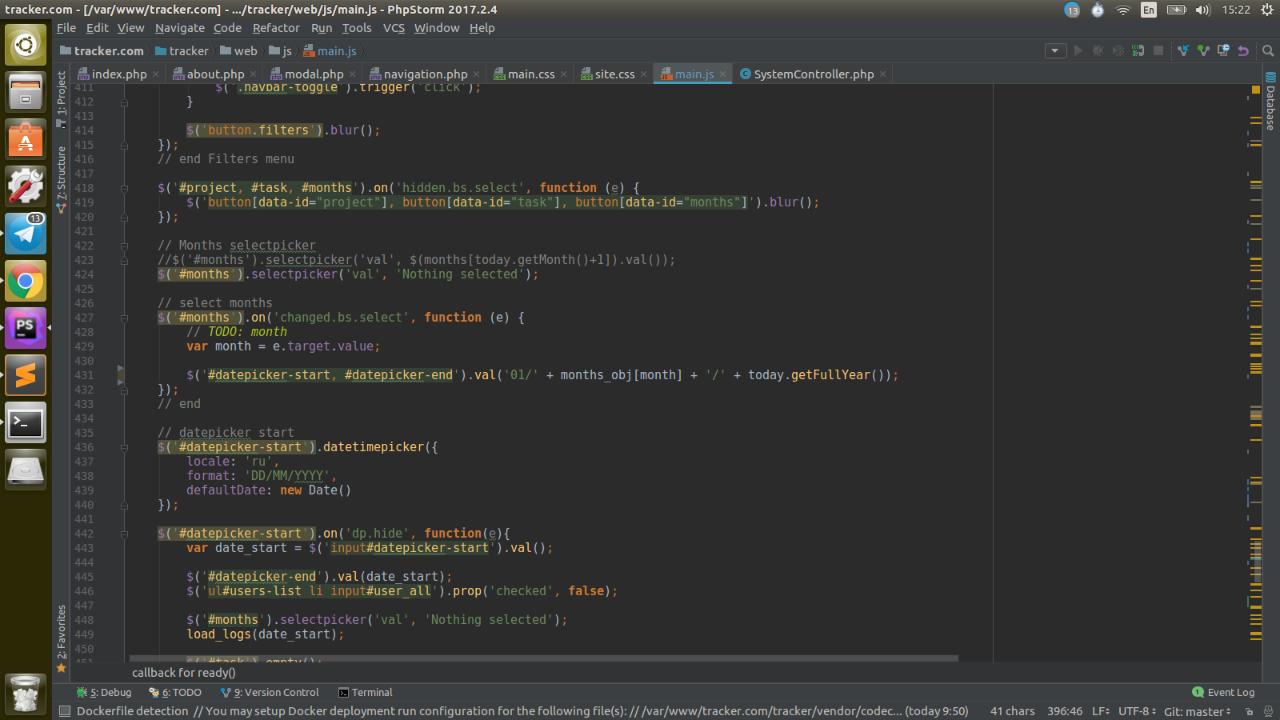 tracker.com - [/var/www/tracker.com] - .../tracker/web/js/main.js - PhpStorm 2017.2.4
13 En 15:22
File Edit View Navigate Code Refactor Run Tools VCS Window Help
tracker.com tracker web js main.js
index.php about.php modal.php navigation.php main.css site.css main.js SystemController.php
1: Project
7: Structure
2: Favorites
Database
13
PS
411 $(".navbar-toggle").trigger("click");
412 }
413
414 $('button.filters').blur();
415 });
416 // end Filters menu
417
418 $('#project, #task, #months').on('hidden.bs.select', function (e) {
419 $('button[data-id="project"], button[data-id="task"], button[data-id="months"]').blur();
420 });
421
422 // Months selectpicker
423 //$('#months').selectpicker('val', $(months[today.getMonth()+1]).val());
424 $('#months').selectpicker('val', 'Nothing selected');
425
426 // select months
427 $('#months').on('changed.bs.select', function (e) {
428 // TODO: month
429 var month = e.target.value;
430
431 $('#datepicker-start, #datepicker-end').val('01/' + months_obj[month] + '/' + today.getFullYear());
432 });
433 // end
434
435 // datepicker start
436 $('#datepicker-start').datetimepicker({
437 locale: 'ru',
438 format: 'DD/MM/YYYY',
439 defaultDate: new Date()
440 });
441
442 $('#datepicker-start').on('dp.hide', function(e){
443 var date_start = $('input#datepicker-start').val();
444
445 $('#datepicker-end').val(date_start);
446 $('ul#users-list li input#user_all').prop('checked', false);
447
448 $('#months').selectpicker('val', 'Nothing selected');
449 load_logs(date_start);
450
451 $('#task').empty();
callback for ready()
5: Debug 6: TODO 9: Version Control Terminal 1 Event Log
Dockerfile detection // You may setup Docker deployment run configuration for the following file(s): // /var/www/tracker.com/tracker/vendor/codec... (today 9:50) 41 chars 396:46 LF÷ UTF-8÷ Git: master÷